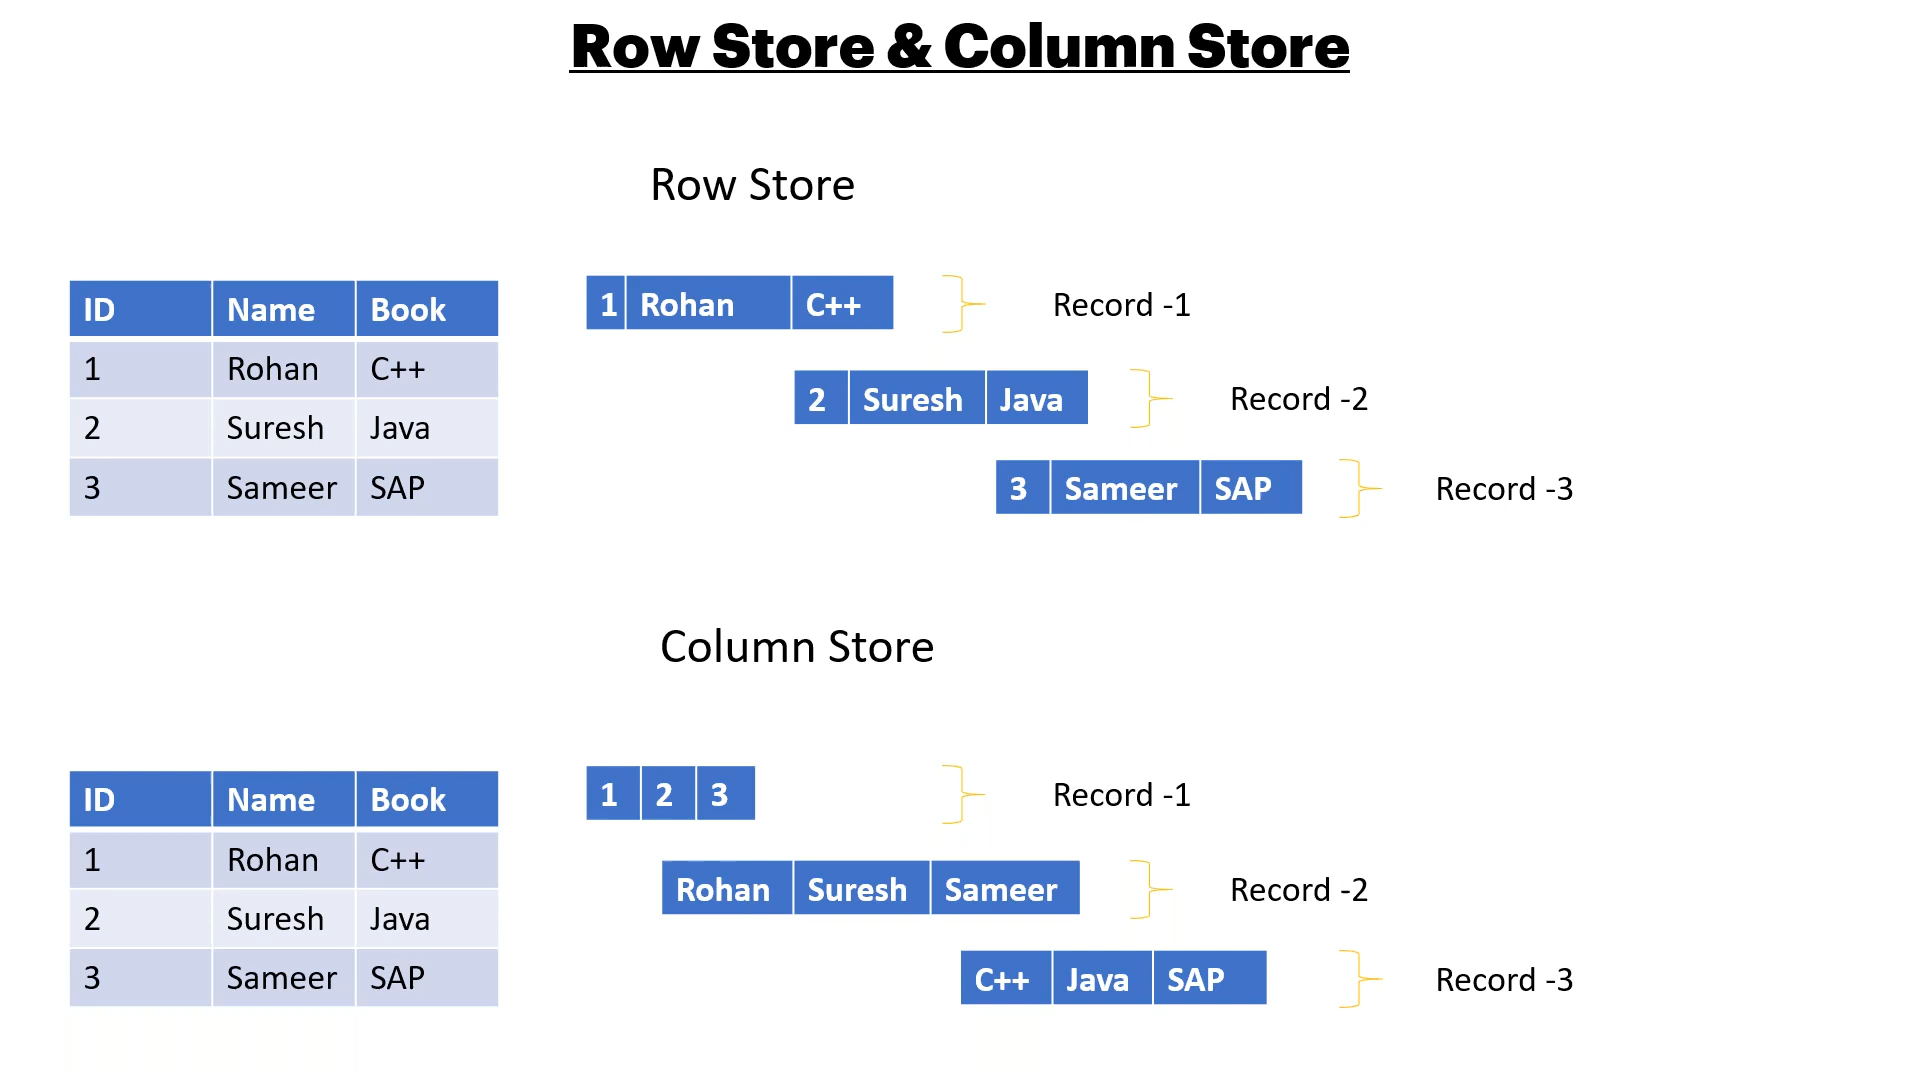 Row Store & Column Store
Row Store
ID Name Book
1 Rohan C++
2 Suresh Java
3 Sameer SAP
1 Rohan C++ Record -1
2 Suresh Java Record -2
3 Sameer SAP Record -3
Column Store
ID Name Book
1 Rohan C++
2 Suresh Java
3 Sameer SAP
1 2 3 Record -1
Rohan Suresh Sameer Record -2
C++ Java SAP Record -3